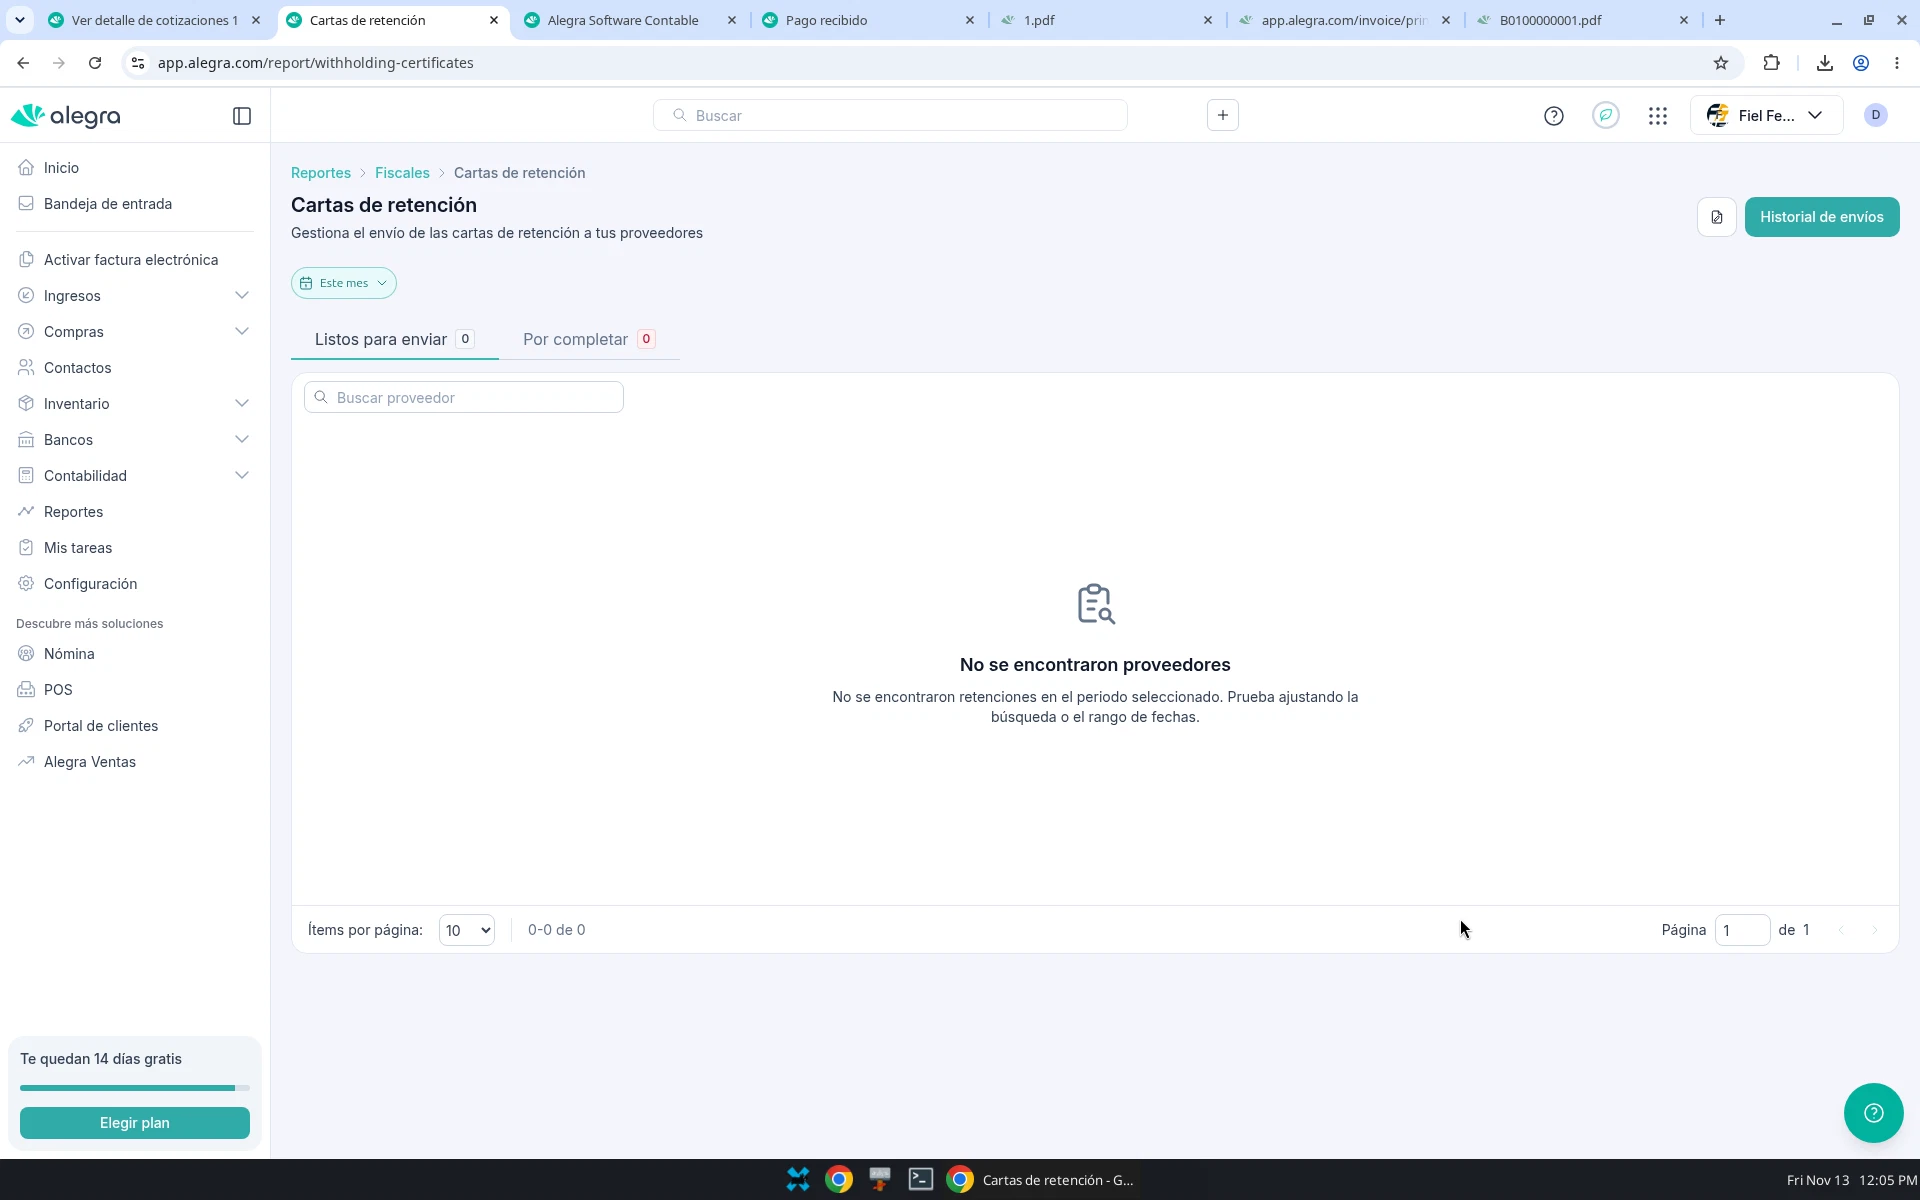 Ver detalle de cotizaciones 1
Cartas de retención
Alegra Software Contable
Pago recibido
1.pdf
app.alegra.com/invoice/prin
B0100000001.pdf
app.alegra.com/report/withholding-certificates
alegra
Buscar
Fiel Fe...
D
Inicio
Bandeja de entrada
Activar factura electrónica
Ingresos
Compras
Contactos
Inventario
Bancos
Contabilidad
Reportes
Mis tareas
Configuración
Descubre más soluciones
Nómina
POS
Portal de clientes
Alegra Ventas
Te quedan 14 días gratis
Elegir plan
Reportes > Fiscales > Cartas de retención
Cartas de retención
Gestiona el envío de las cartas de retención a tus proveedores
Historial de envíos
Este mes
Listos para enviar 0
Por completar 0
Buscar proveedor
No se encontraron proveedores
No se encontraron retenciones en el periodo seleccionado. Prueba ajustando la
búsqueda o el rango de fechas.
Ítems por página: 10
0-0 de 0
Página 1 de 1
Cartas de retención - G...
Fri Nov 13 12:05 PM